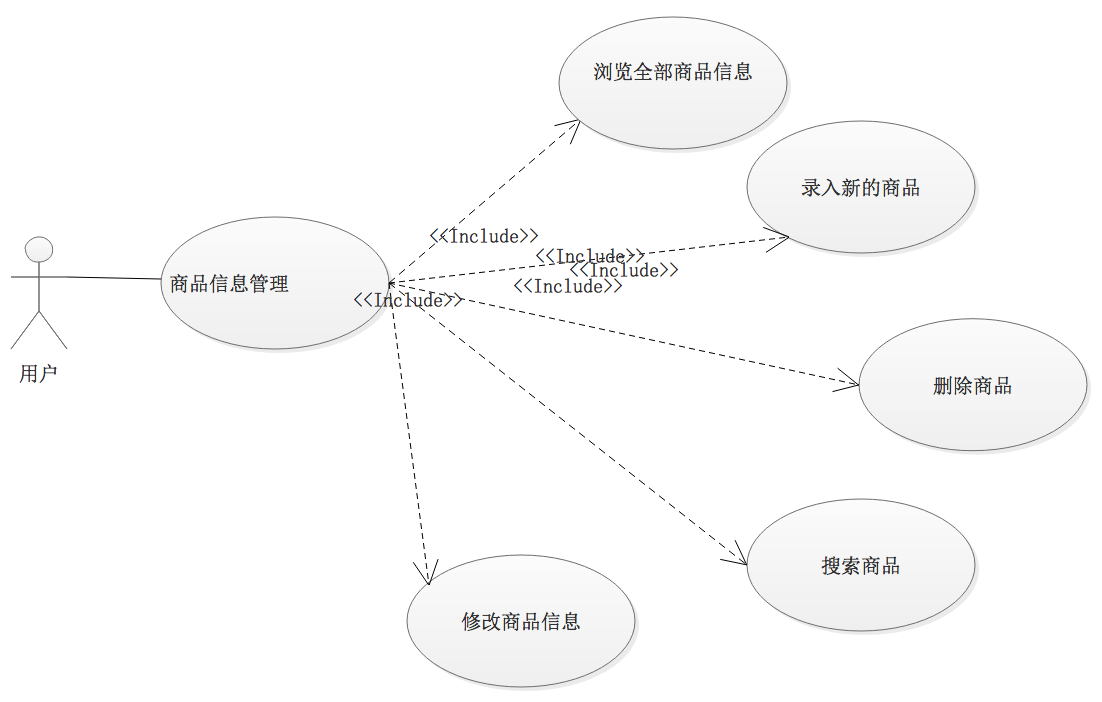 浏览全部商品信息
录入新的商品
<<Include>>
<<Include>>
<<Include>>
商品信息管理
<<Include>>
<<Include>>
用户
删除商品
搜索商品
修改商品信息